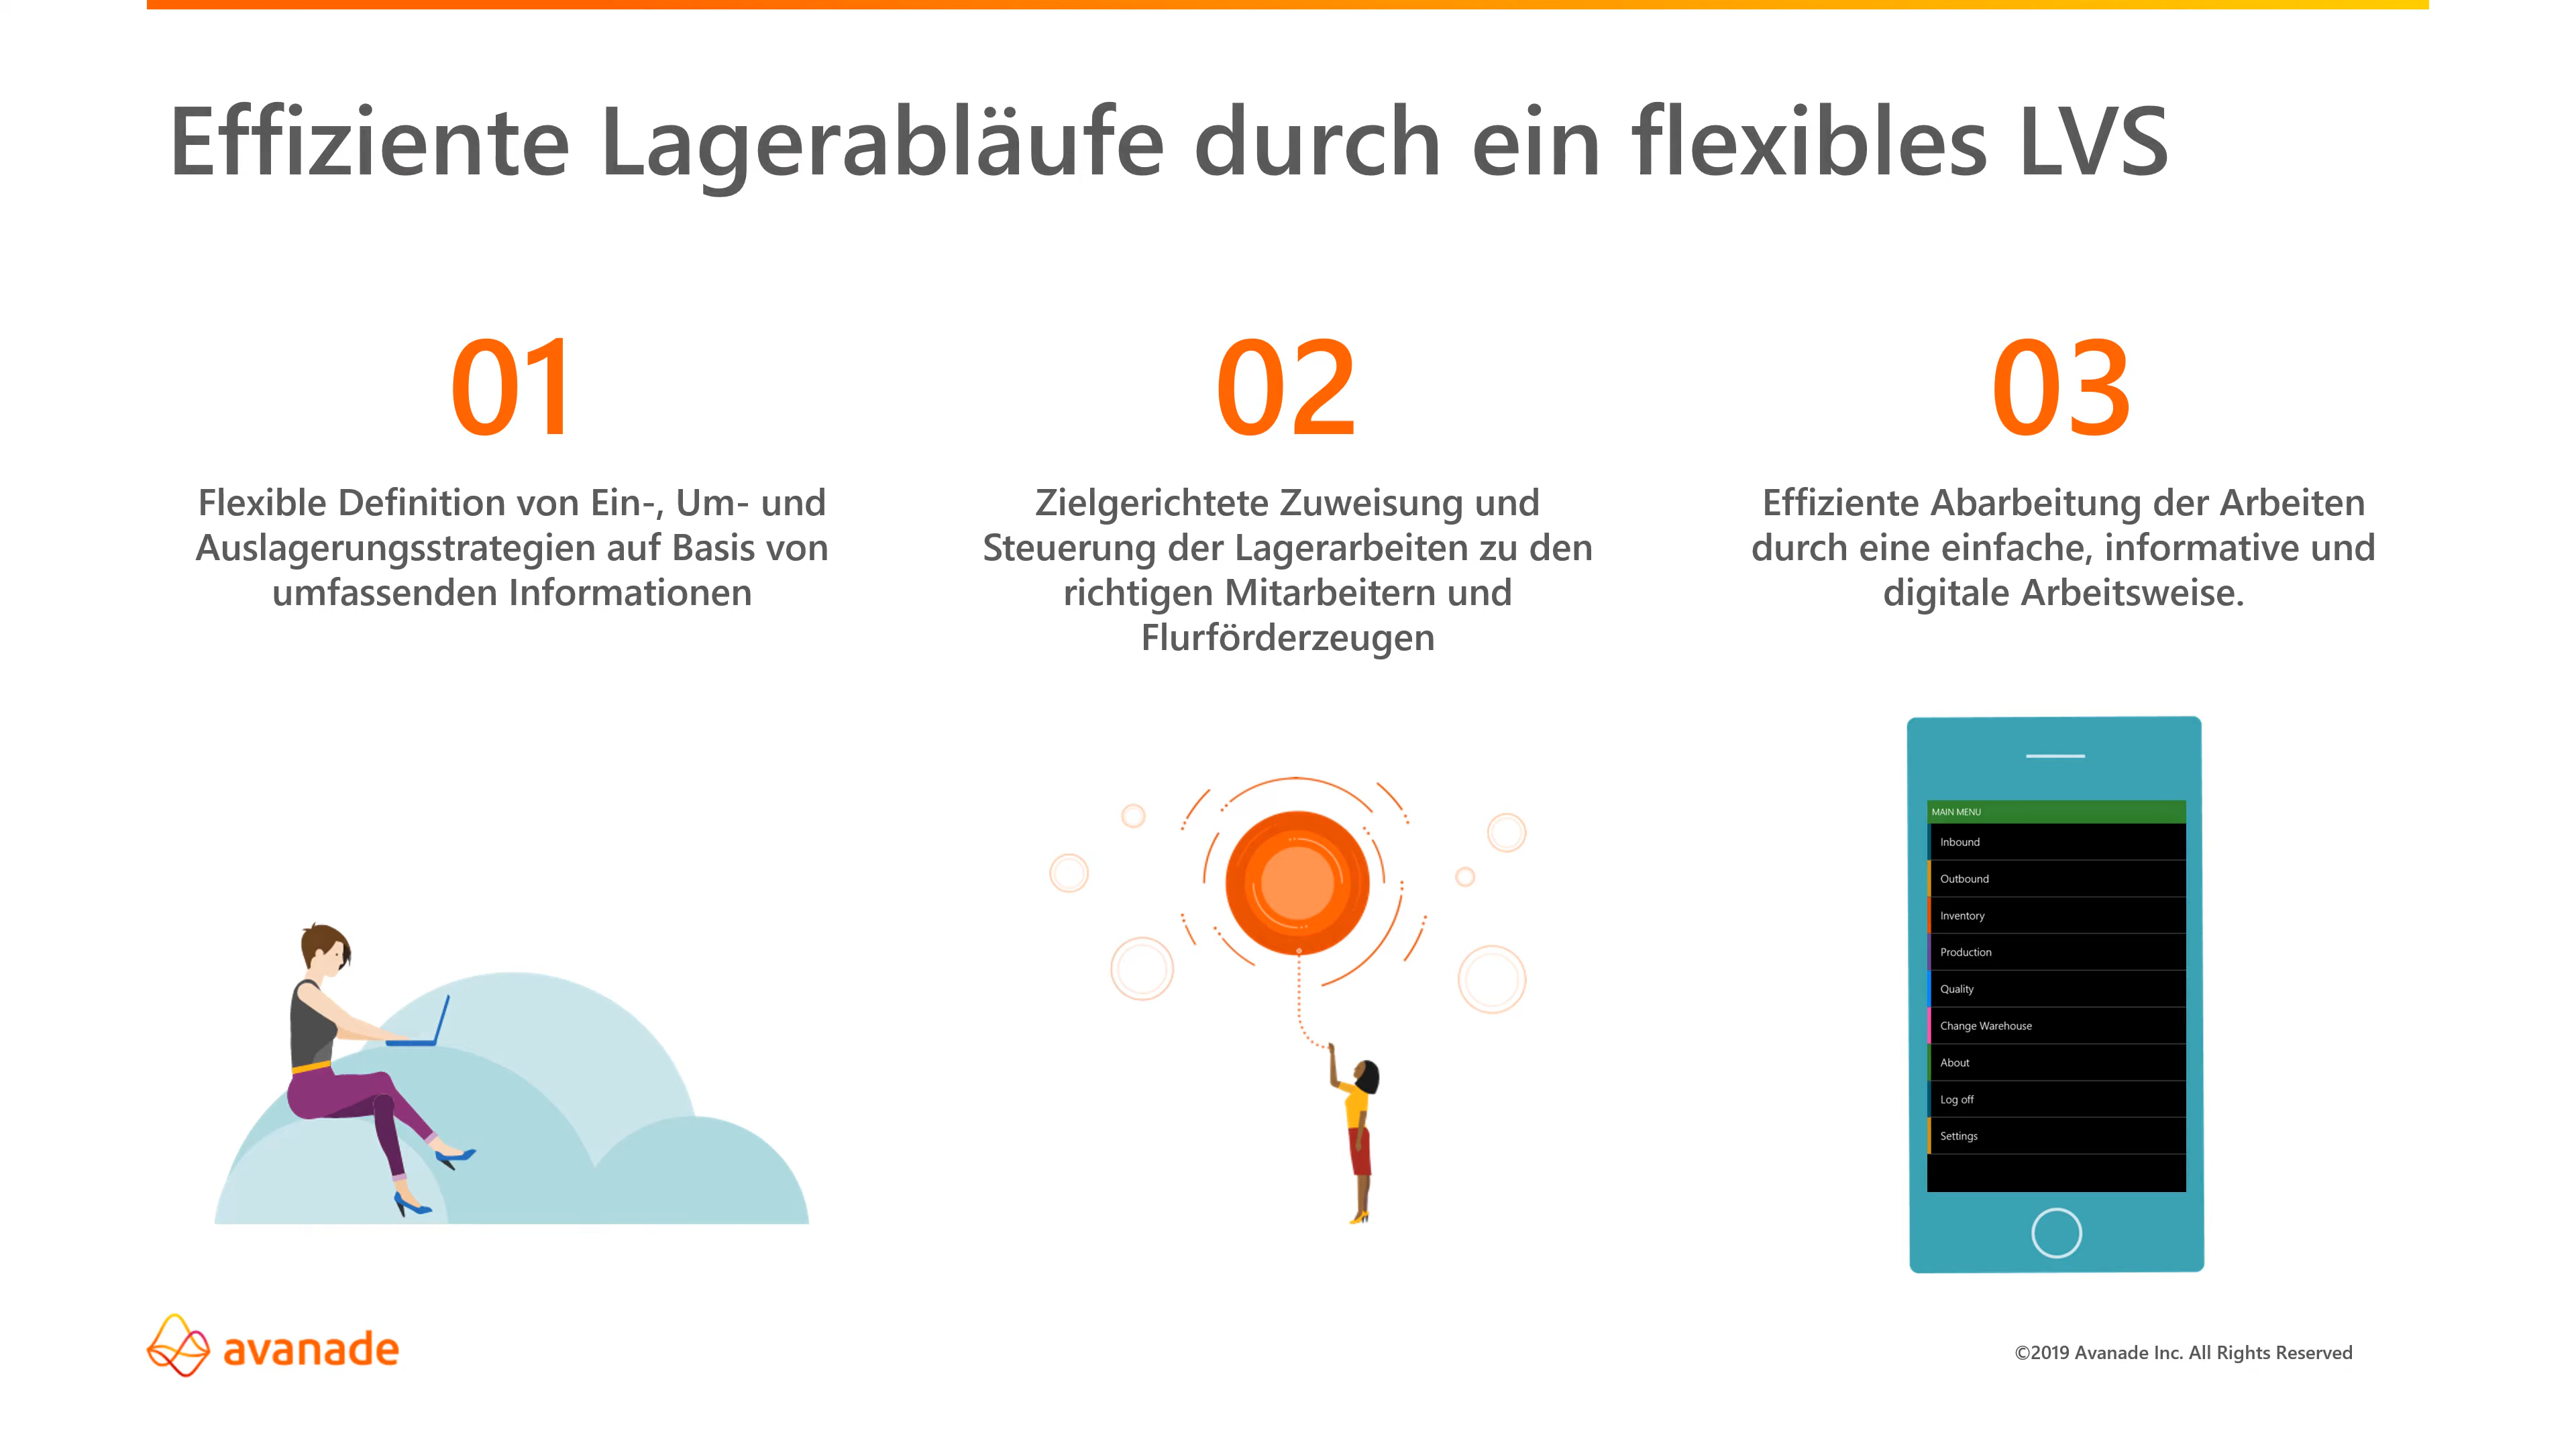 Effiziente Lagerabläufe durch ein flexibles LVS
01
Flexible Definition von Ein-, Um- und
Auslagerungsstrategien auf Basis von
umfassenden Informationen
02
Zielgerichtete Zuweisung und
Steuerung der Lagerarbeiten zu den
richtigen Mitarbeitern und
Flurförderzeugen
03
Effiziente Abarbeitung der Arbeiten
durch eine einfache, informative und
digitale Arbeitsweise.
MAIN MENU
Inbound
Outbound
Inventory
Production
Quality
Change Warehouse
About
Log off
Settings
avanade
©2019 Avanade Inc. All Rights Reserved